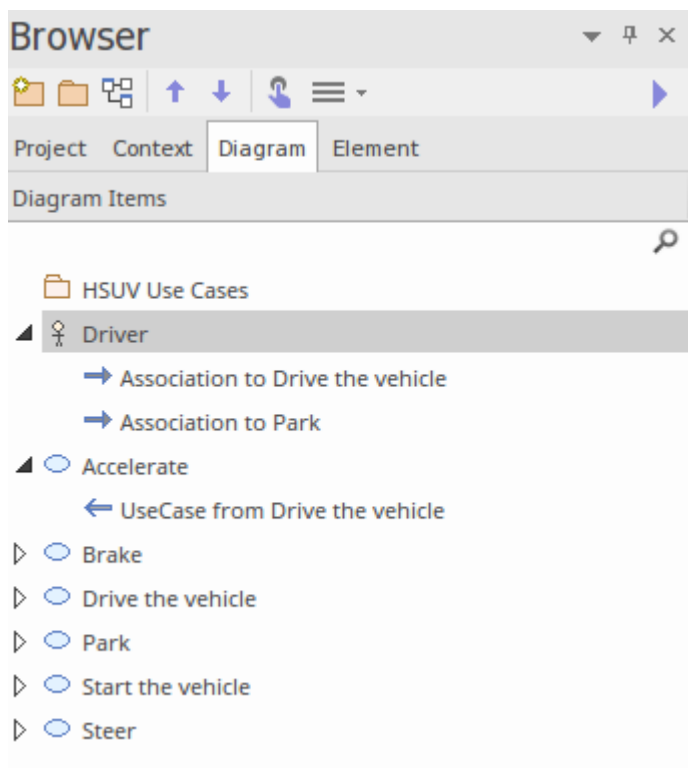 Browser
Project Context Diagram Element
Diagram Items
HSUV Use Cases
Driver
Association to Drive the vehicle
Association to Park
Accelerate
UseCase from Drive the vehicle
Brake
Drive the vehicle
Park
Start the vehicle
Steer